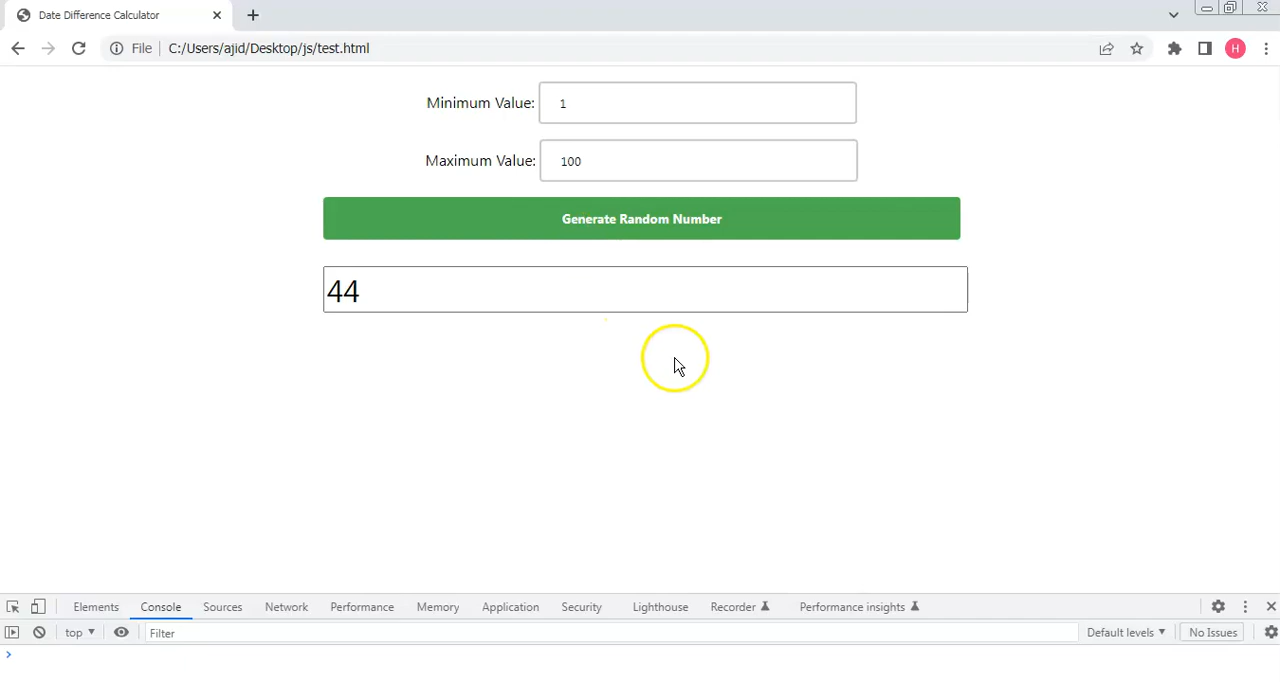 Date Difference Calculator
File C:/Users/ajid/Desktop/js/test.html
H
Minimum Value: 1
Maximum Value: 100
Generate Random Number
44
Elements Console Sources Network Performance Memory Application Security Lighthouse Recorder Performance insights
top Filter Default levels No Issues